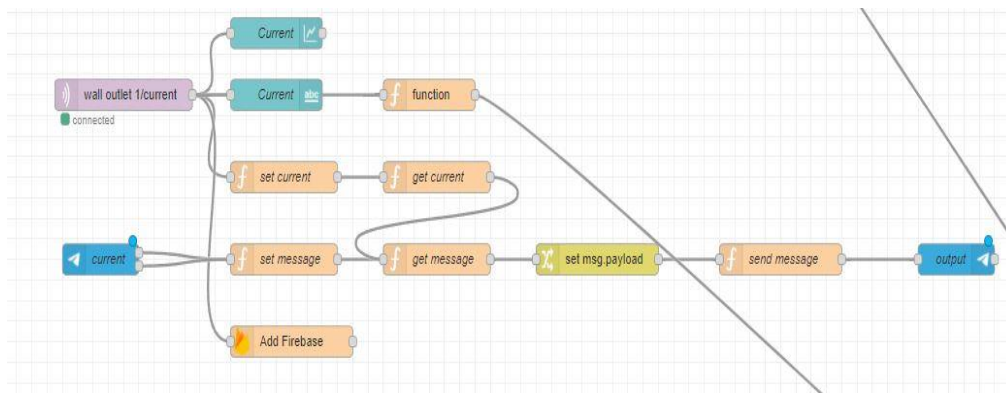 Current
wall outlet 1/current
Current
abc
function
connected
set current
get current
current
set message
get message
set msg.payload
send message
output
Add Firebase